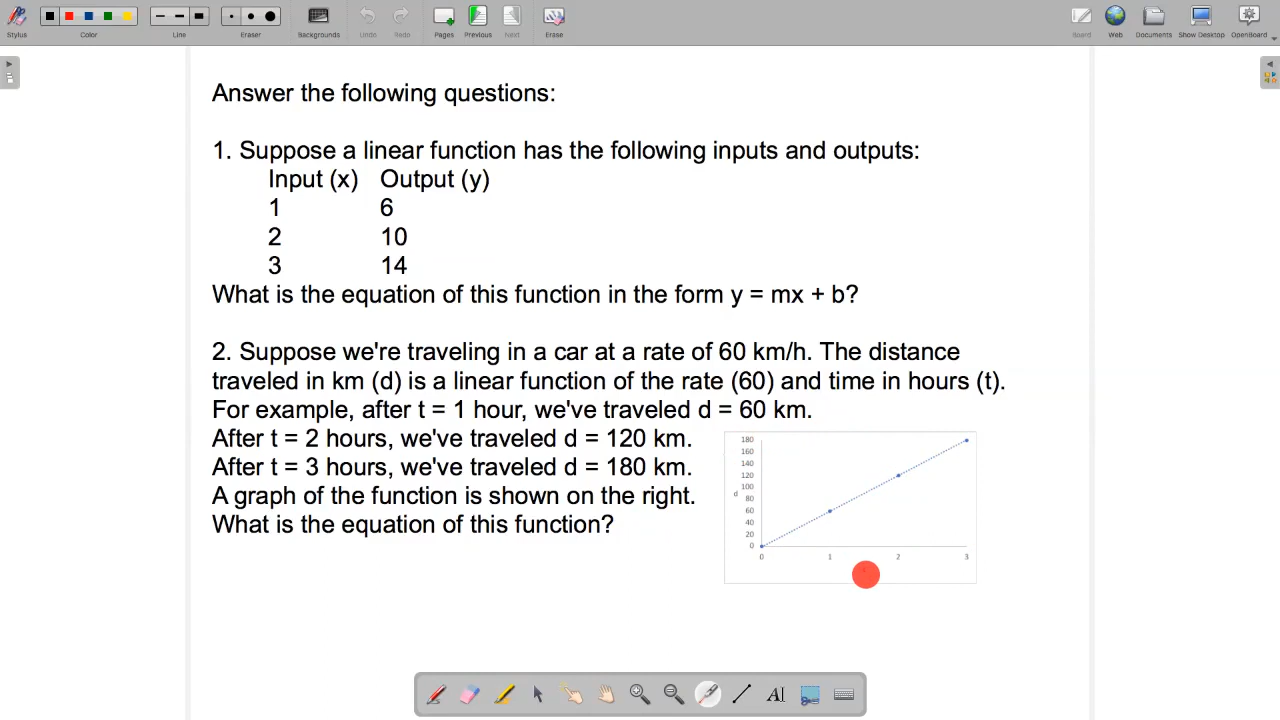 Stylus
Color
Line
Eraser
Backgrounds
Undo
Redo
Pages
Previous
Next
Erase
Board
Web
Documents
Show Desktop
OpenBoard
Answer the following questions:
1. Suppose a linear function has the following inputs and outputs:
Input (x) Output (y)
1 6
2 10
3 14
What is the equation of this function in the form y = mx + b?
2. Suppose we're traveling in a car at a rate of 60 km/h. The distance
traveled in km (d) is a linear function of the rate (60) and time in hours (t).
For example, after t = 1 hour, we've traveled d = 60 km.
After t = 2 hours, we've traveled d = 120 km.
After t = 3 hours, we've traveled d = 180 km.
A graph of the function is shown on the right.
What is the equation of this function?
180
160
140
120
100
d
80
60
40
20
0
0 1 2 3
AI